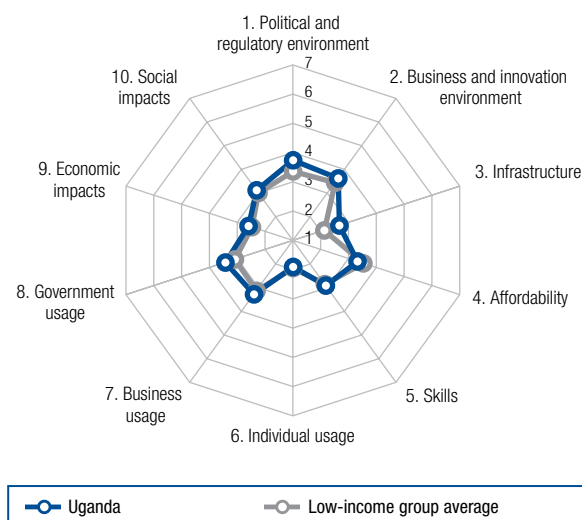 1. Political and
regulatory environment
2. Business and innovation
environment
3. Infrastructure
4. Affordability
5. Skills
6. Individual usage
7. Business
usage
8. Government
usage
9. Economic
impacts
10. Social
impacts
7
6
5
4
3
2
1
Uganda
Low-income group average